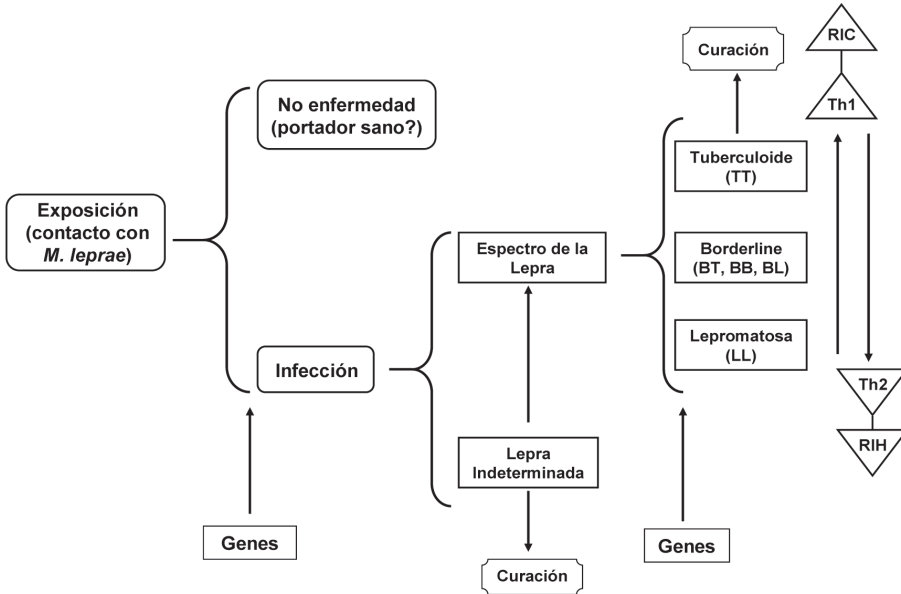 Exposición
(contacto con
M. leprae)
No enfermedad
(portador sano?)
Infección
Genes
Espectro de la
Lepra
Lepra
Indeterminada
Curación
Curación
Tuberculoide
(TT)
Borderline
(BT, BB, BL)
Lepromatosa
(LL)
Genes
RIC
Th1
Th2
RIH